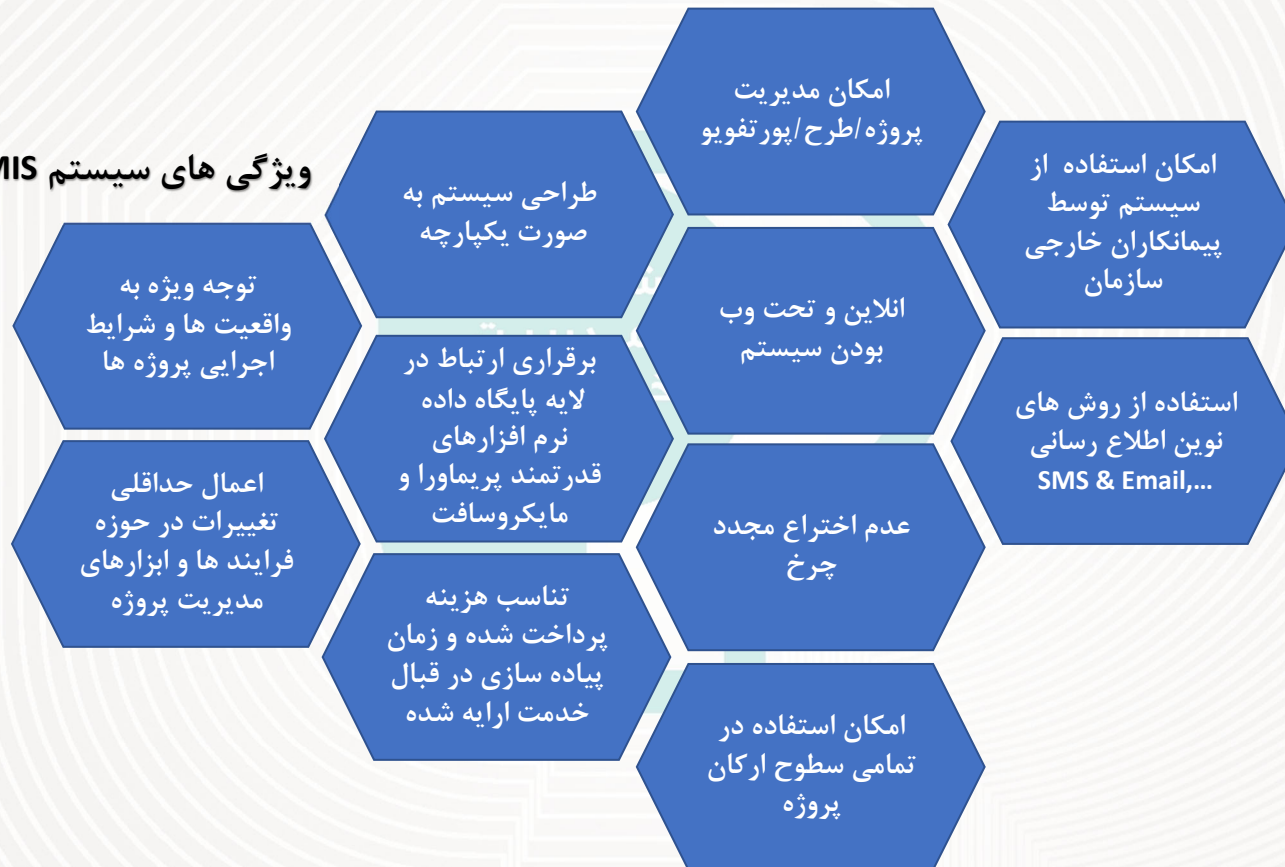 ویژگی های سیستم MIS
امکان مدیریت
پروژه/طرح/پورتفویو
امکان استفاده از
سیستم توسط
پیمانکاران خارجی
سازمان
طراحی سیستم به
صورت یکپارچه
توجه ویژه به
واقعیت ها و شرایط
اجرایی پروژه ها
انلاین و تحت وب
بودن سیستم
برقراری ارتباط در
لایه پایگاه داده
نرم افزارهای
قدرتمند پریماورا و
مایکروسافت
استفاده از روش های
نوین اطلاع رسانی
SMS & Email,...
اعمال حداقلی
تغییرات در حوزه
فرایند ها و ابزارهای
مدیریت پروژه
عدم اختراع مجدد
چرخ
تناسب هزینه
پرداخت شده و زمان
پیاده سازی در قبال
خدمت ارایه شده
امکان استفاده در
تمامی سطوح ارکان
پروژه